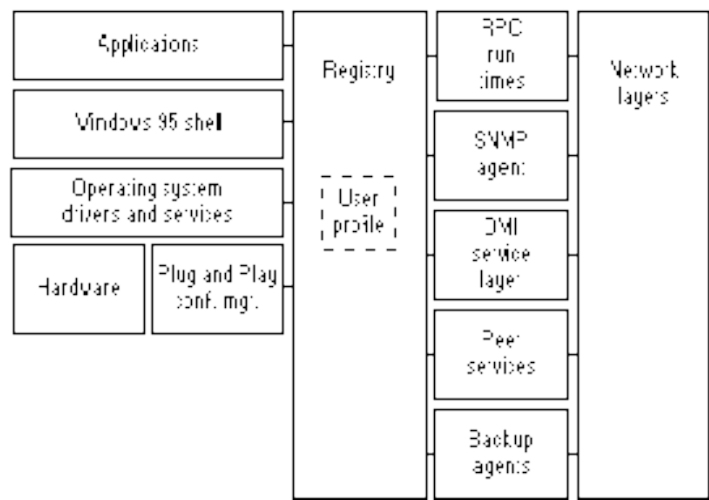 Applications
Windows 95 shell
Operating system
drivers and services
Hardware
Plug and Play
conf. mgr.
Registry
User
profile
RPC
run
times
SNMP
agent
DMI
service
layer
Peer
services
Backup
agents
Network
layers